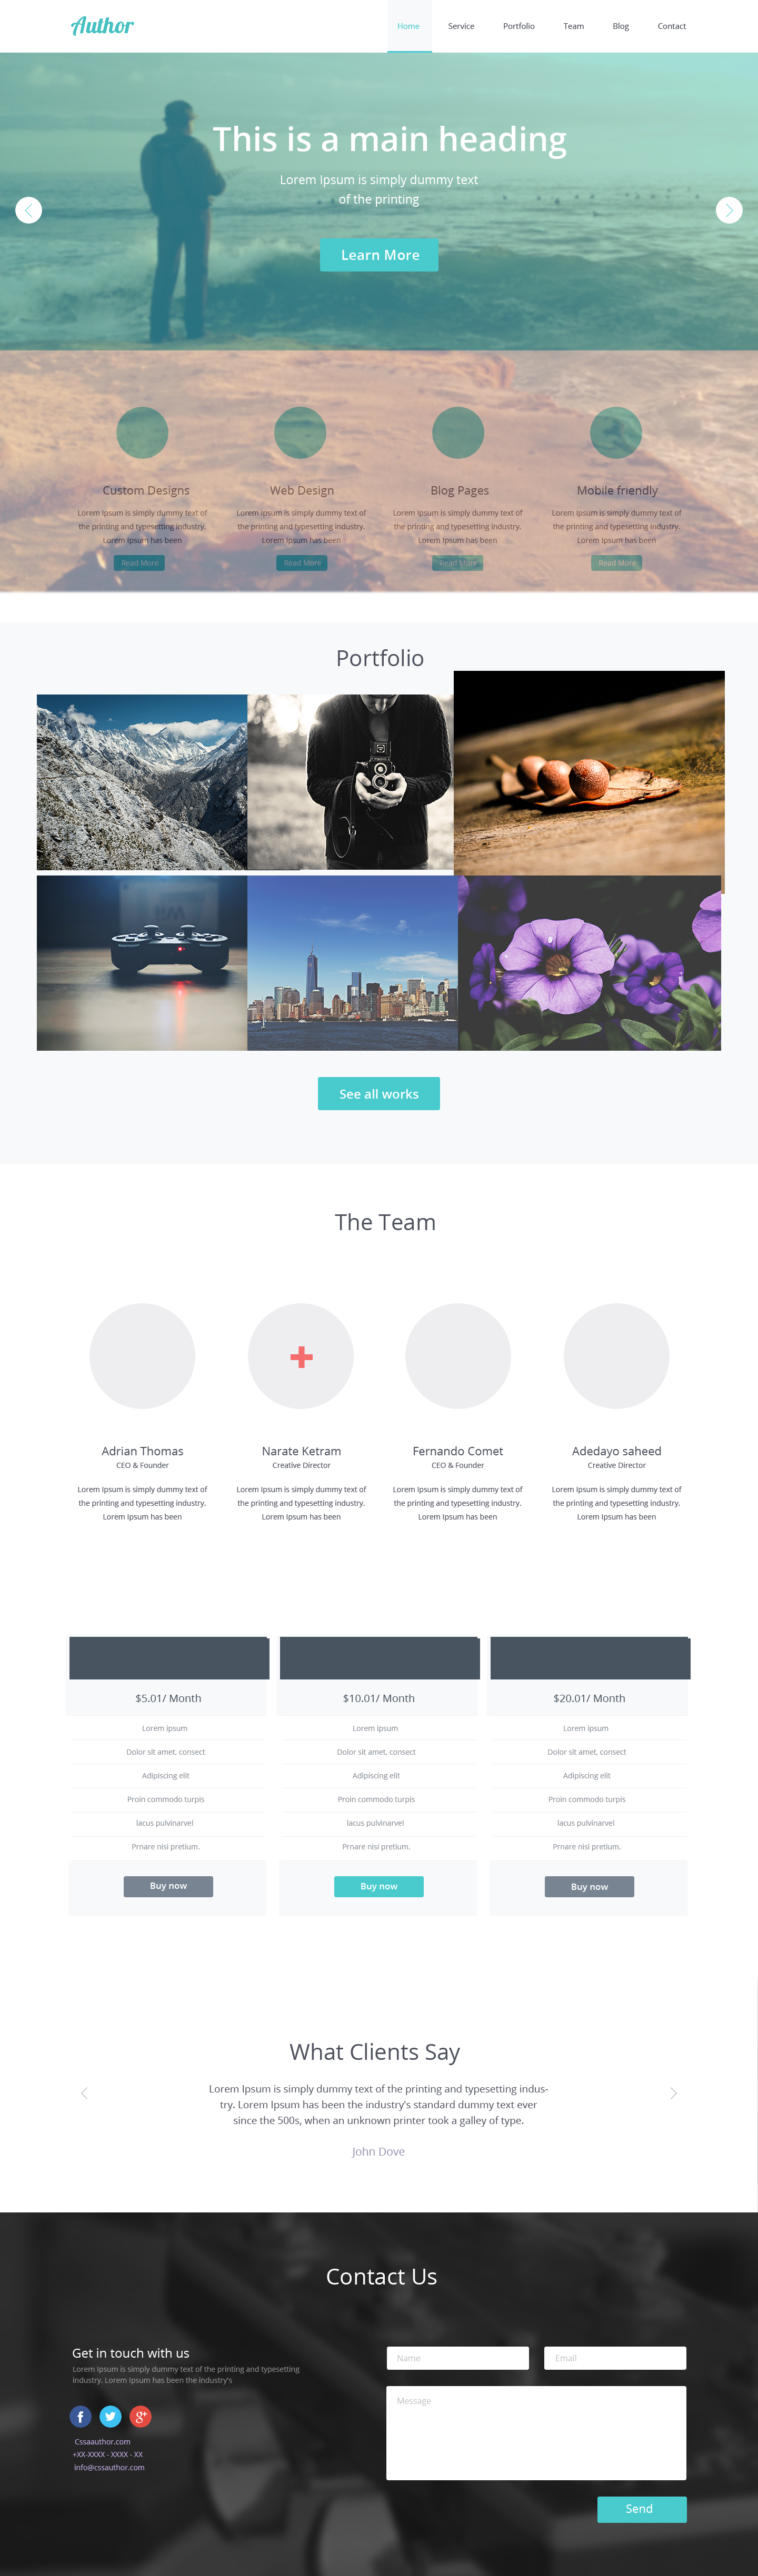 Author
Home Service Portfolio Team Blog Contact
This is a main heading
Lorem Ipsum is simply dummy text
of the printing
Learn More
Custom Designs
Lorem Ipsum is simply dummy text of
the printing and typesetting industry.
Lorem Ipsum has been
Read More
Web Design
Lorem Ipsum is simply dummy text of
the printing and typesetting industry.
Lorem Ipsum has been
Read More
Blog Pages
Lorem Ipsum is simply dummy text of
the printing and typesetting industry.
Lorem Ipsum has been
Read More
Mobile friendly
Lorem Ipsum is simply dummy text of
the printing and typesetting industry.
Lorem Ipsum has been
Read More
Portfolio
See all works
The Team
Adrian Thomas
CEO & Founder
Lorem Ipsum is simply dummy text of
the printing and typesetting industry.
Lorem Ipsum has been
Narate Ketram
Creative Director
Lorem Ipsum is simply dummy text of
the printing and typesetting industry.
Lorem Ipsum has been
Fernando Comet
CEO & Founder
Lorem Ipsum is simply dummy text of
the printing and typesetting industry.
Lorem Ipsum has been
Adedayo saheed
Creative Director
Lorem Ipsum is simply dummy text of
the printing and typesetting industry.
Lorem Ipsum has been
$5.01/ Month
Lorem ipsum
Dolor sit amet, consect
Adipiscing elit
Proin commodo turpis
lacus pulvinarvel
Prnare nisi pretium.
Buy now
$10.01/ Month
Lorem ipsum
Dolor sit amet, consect
Adipiscing elit
Proin commodo turpis
lacus pulvinarvel
Prnare nisi pretium.
Buy now
$20.01/ Month
Lorem ipsum
Dolor sit amet, consect
Adipiscing elit
Proin commodo turpis
lacus pulvinarvel
Prnare nisi pretium.
Buy now
What Clients Say
Lorem Ipsum is simply dummy text of the printing and typesetting indus-
try. Lorem Ipsum has been the industry's standard dummy text ever
since the 500s, when an unknown printer took a galley of type.
John Dove
Contact Us
Get in touch with us
Lorem Ipsum is simply dummy text of the printing and typesetting
industry. Lorem Ipsum has been the industry's
f g+
Cssaauthor.com
+XX-XXXX - XXXX - XX
info@cssauthor.com
Name
Email
Message
Send